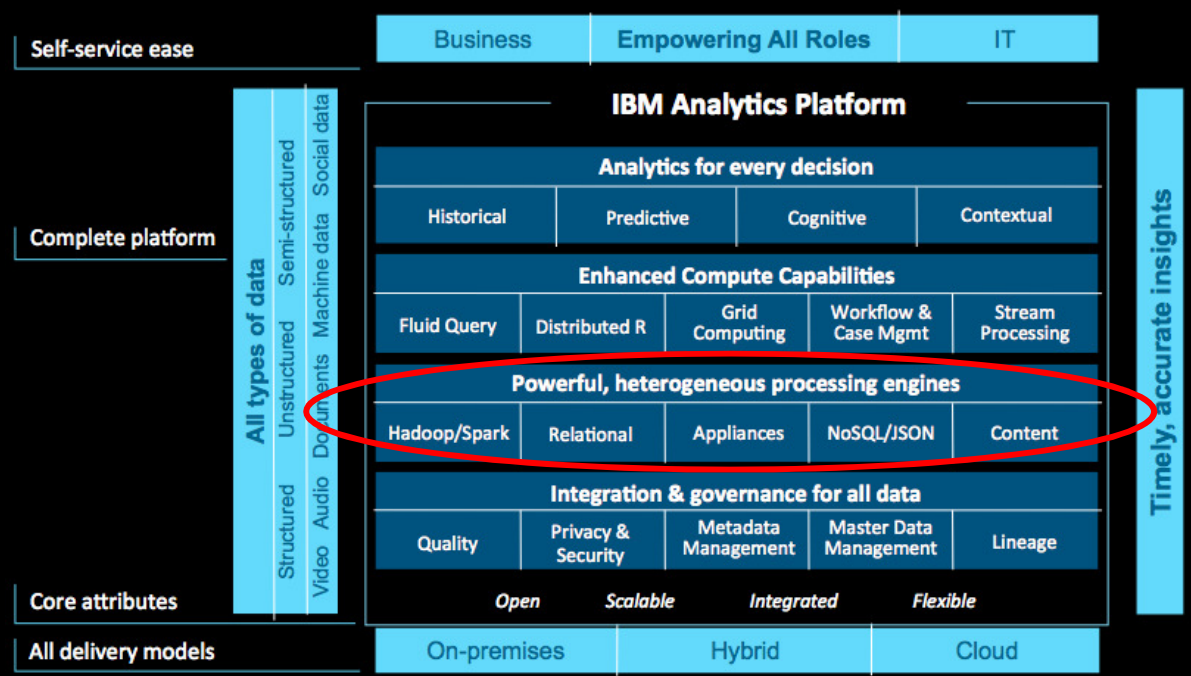 Self-service ease
Business
Empowering All Roles
IT
IBM Analytics Platform
Complete platform
All types of data
Structured Unstructured Semi-structured
Video Audio Documents Machine data Social data
Analytics for every decision
Historical
Predictive
Cognitive
Contextual
Enhanced Compute Capabilities
Fluid Query
Distributed R
Grid
Computing
Workflow &
Case Mgmt
Stream
Processing
Powerful, heterogeneous processing engines
Hadoop/Spark
Relational
Appliances
NoSQL/JSON
Content
Integration & governance for all data
Quality
Privacy &
Security
Metadata
Management
Master Data
Management
Lineage
Timely, accurate insights
Core attributes
Open
Scalable
Integrated
Flexible
All delivery models
On-premises
Hybrid
Cloud